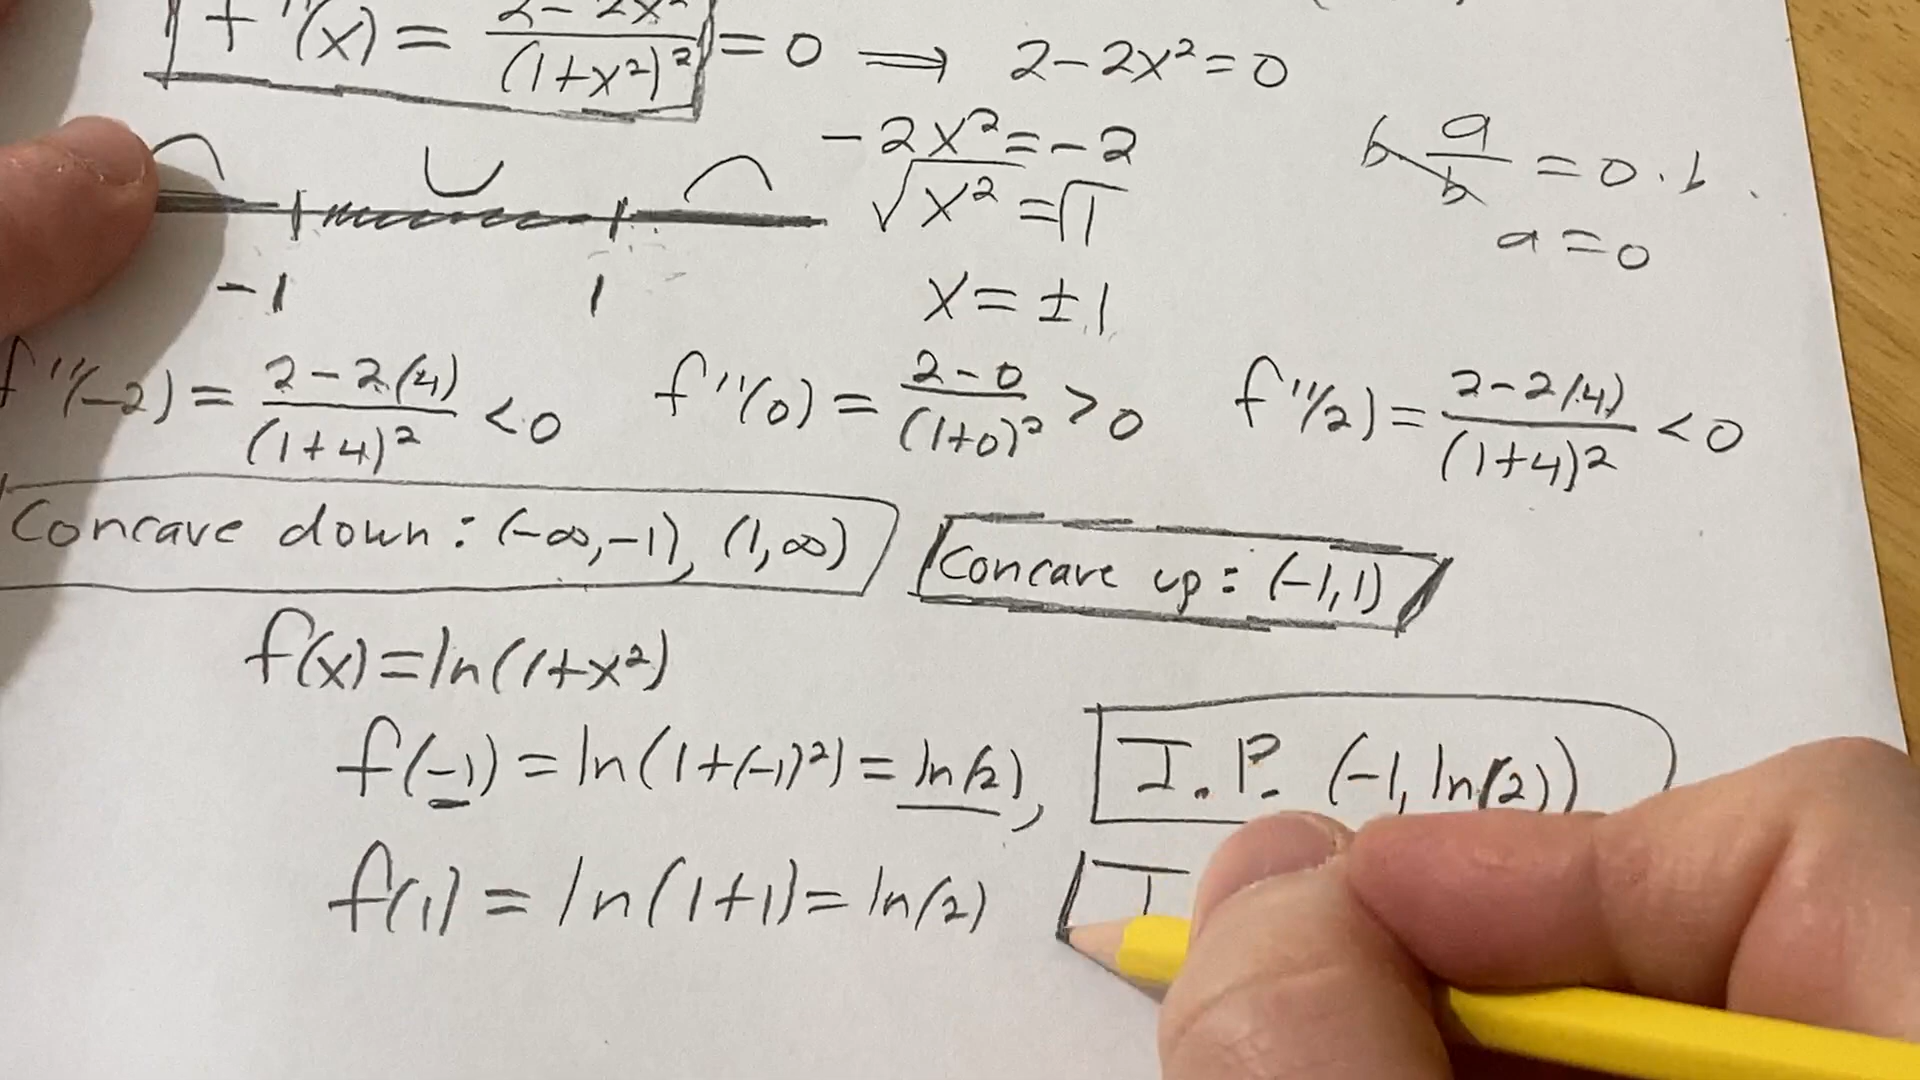 f''(x) = 2-2x² / (1+x²)² = 0 ⟹ 2-2x²=0
-2x²=-2
√x² = √1
x = ±1
b a/b = 0·b
a=0
-1 1
f''(-2) = 2-2(4) / (1+4)² < 0
f''(0) = 2-0 / (1+0)² > 0
f''(2) = 2-2(4) / (1+4)² < 0
Concave down: (-∞,-1), (1,∞)
Concave up: (-1,1)
f(x)=ln(1+x²)
f(-1) = ln(1+(-1)²) = ln(2),
I.P. (-1, ln(2))
f(1) = ln(1+1) = ln(2)
I